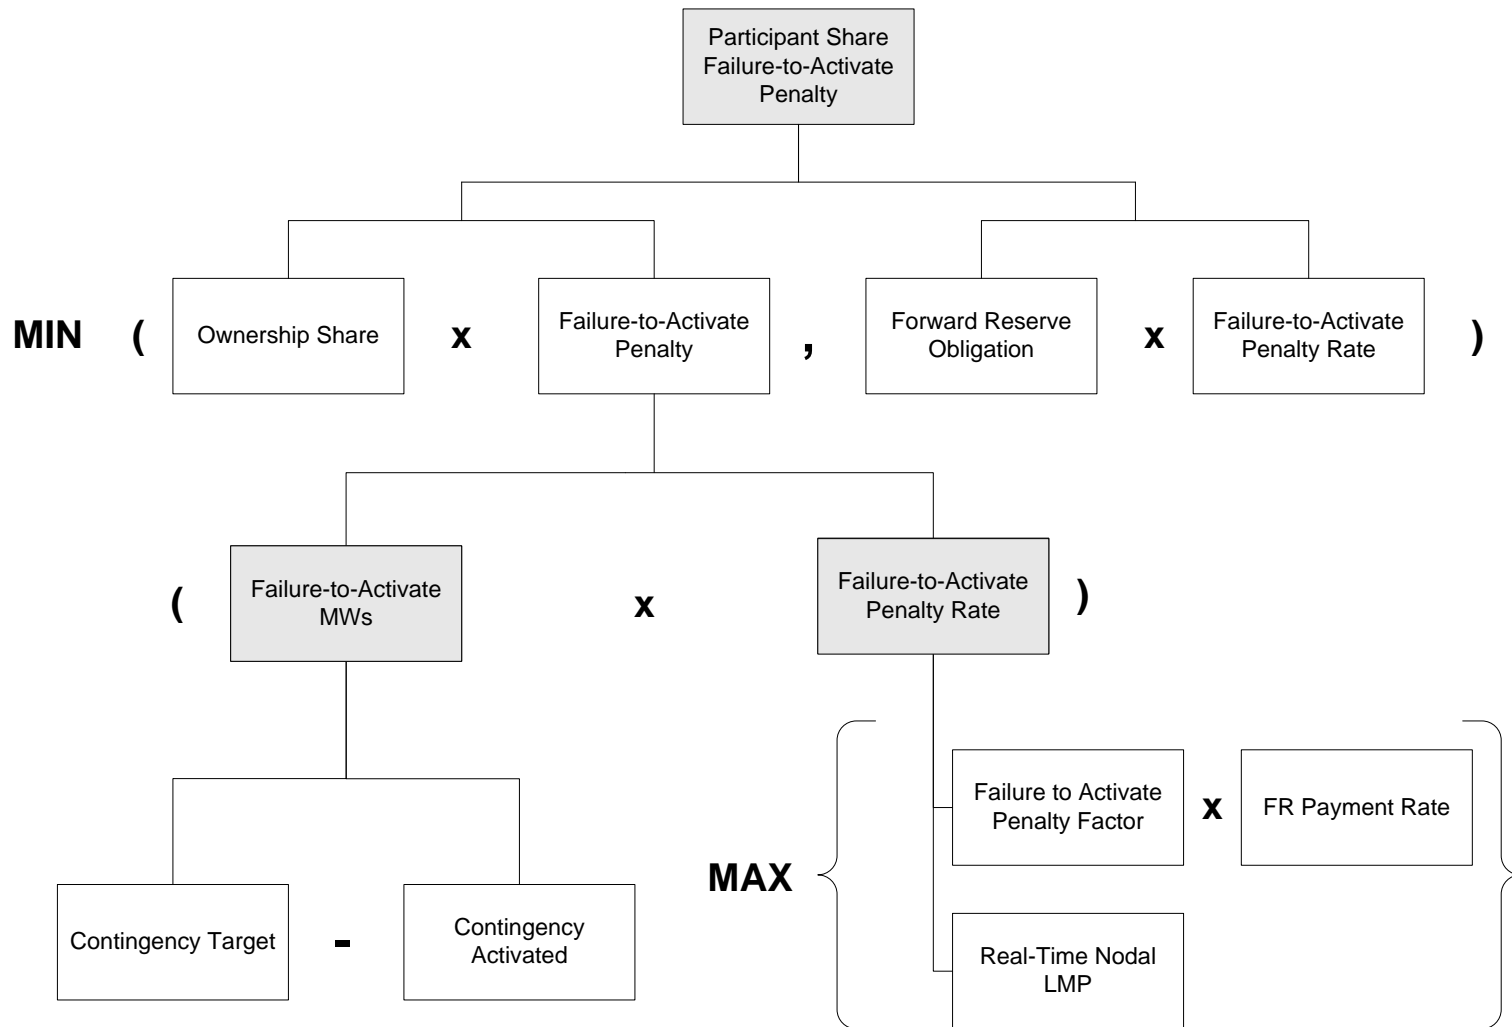 Participant Share
Failure-to-Activate
Penalty
MIN
(
Ownership Share
x
Failure-to-Activate
Penalty
,
Forward Reserve
Obligation
x
Failure-to-Activate
Penalty Rate
)
(
Failure-to-Activate
MWs
x
Failure-to-Activate
Penalty Rate
)
MAX
Failure to Activate
Penalty Factor
x
FR Payment Rate
Contingency Target
-
Contingency
Activated
Real-Time Nodal
LMP